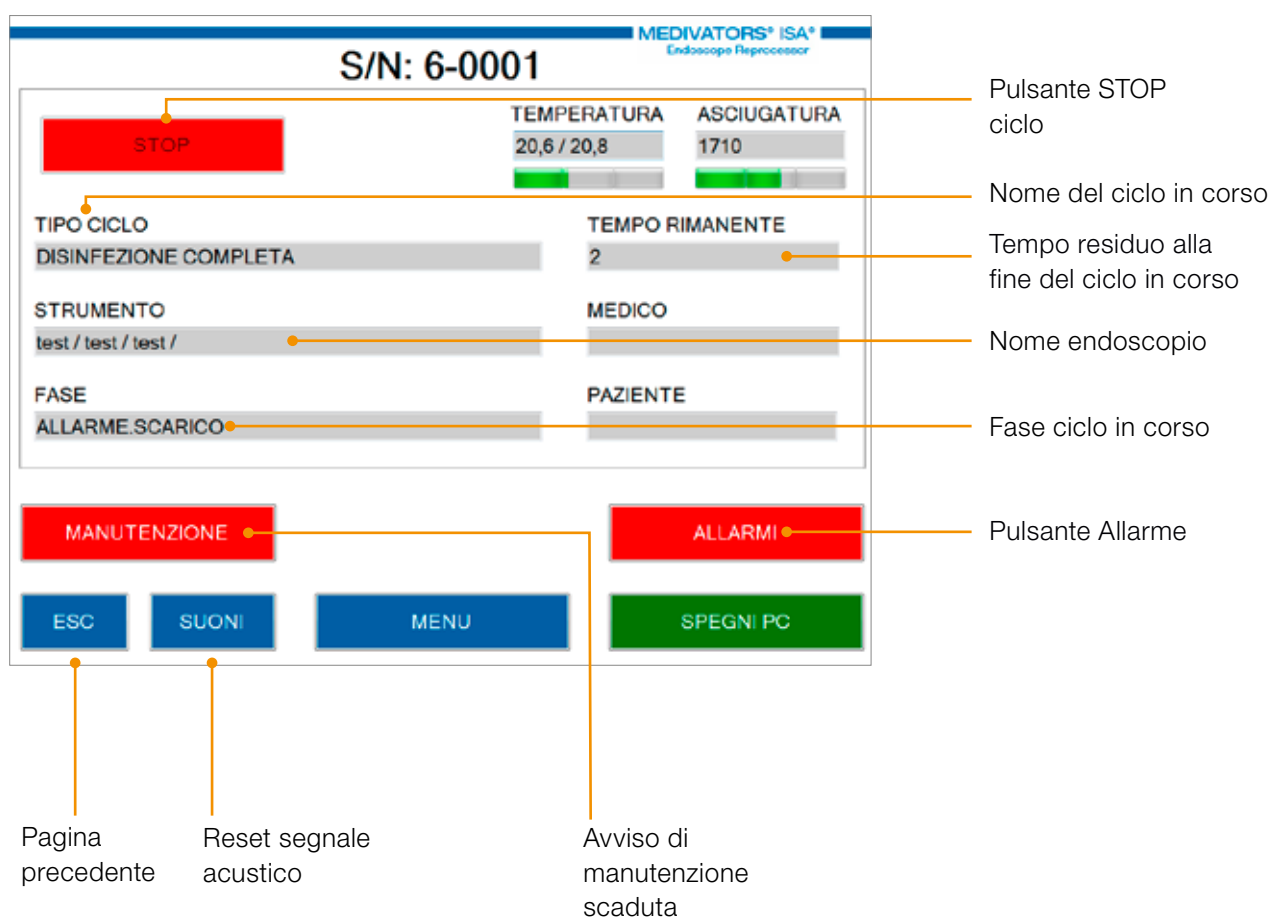 MEDIVATORS® ISA®
Endoscope Reprocessor
S/N: 6-0001
STOP
TEMPERATURA
ASCIUGATURA
20,6 / 20,8
1710
TIPO CICLO
TEMPO RIMANENTE
DISINFEZIONE COMPLETA
2
STRUMENTO
MEDICO
test / test / test /
FASE
PAZIENTE
ALLARME.SCARICO
MANUTENZIONE
ALLARMI
ESC
SUONI
MENU
SPEGNI PC
Pulsante STOP
ciclo
Nome del ciclo in corso
Tempo residuo alla
fine del ciclo in corso
Nome endoscopio
Fase ciclo in corso
Pulsante Allarme
Pagina
precedente
Reset segnale
acustico
Avviso di
manutenzione
scaduta